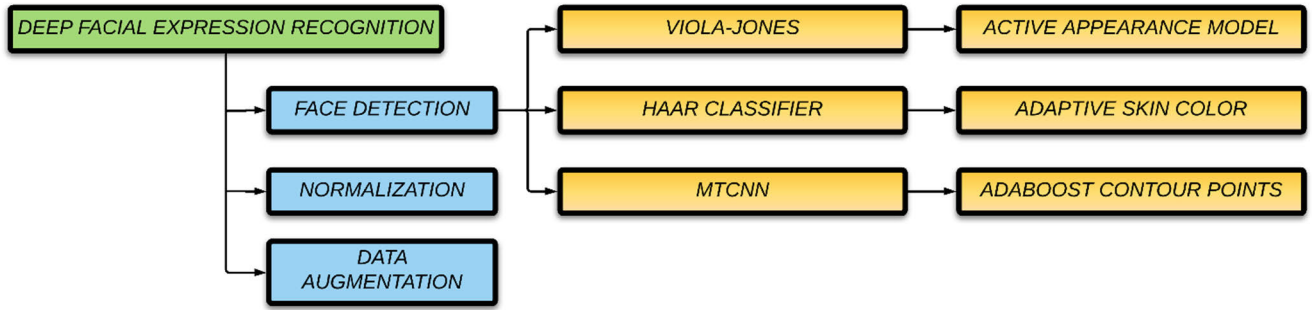 DEEP FACIAL EXPRESSION RECOGNITION
VIOLA-JONES
ACTIVE APPEARANCE MODEL
FACE DETECTION
HAAR CLASSIFIER
ADAPTIVE SKIN COLOR
NORMALIZATION
MTCNN
ADABOOST CONTOUR POINTS
DATA
AUGMENTATION